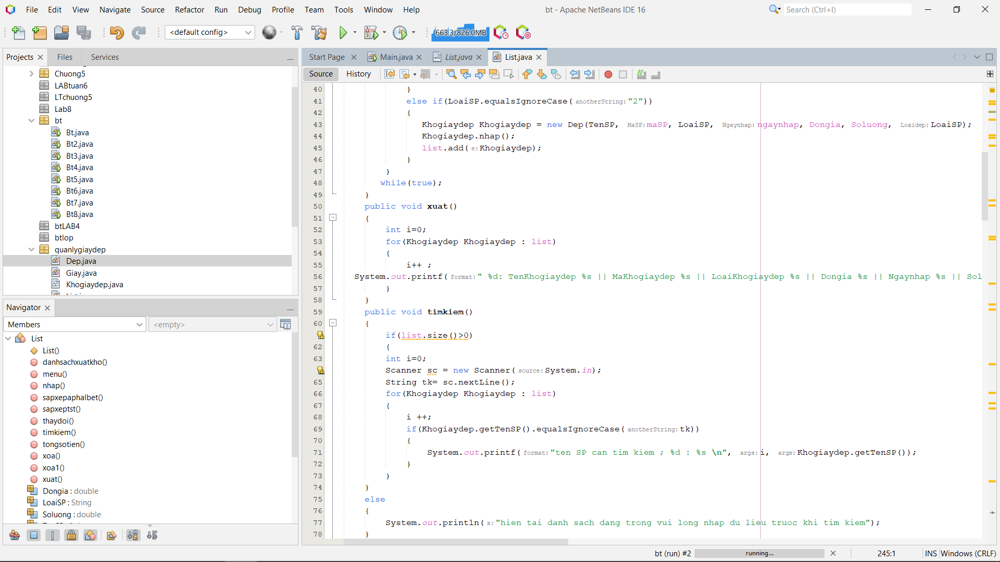 File Edit View Navigate Source Refactor Run Debug Profile Team Tools Window Help
bt - Apache NetBeans IDE 16
Search (Ctrl+I)
<default config>
663.3/826.0MB
Projects Files Services
Chuong5
LABtuan6
LTchuong5
Lab8
bt
Bt.java
Bt2.java
Bt3.java
Bt4.java
Bt5.java
Bt6.java
Bt7.java
Bt8.java
btLAB4
btlop
quanlygiaydep
Dep.java
Giay.java
Khogiaydep.java
Navigator
Members
<empty>
List
List()
danhsachxuatkho()
menu()
nhap()
sapxepaphalbet()
sapxeptst()
thaydoi()
timkiem()
tongsotien()
xoa()
xoa1()
xuat()
Dongia : double
LoaiSP : String
Soluong : double
Start Page Main.java List.java List.java
Source History
40 }
41 else if(LoaiSP.equalsIgnoreCase( anotherString: "2"))
42 {
43 Khogiaydep Khogiaydep = new Dep(TenSP, MaSP: maSP, LoaiSP, Ngaynhap: ngaynhap, Dongia, Soluong, Loaidep: LoaiSP);
44 Khogiaydep.nhap();
45 list.add( e: Khogiaydep);
46 }
47 }
48 while(true);
49 }
50 public void xuat()
51 {
52 int i=0;
53 for(Khogiaydep Khogiaydep : list)
54 {
55 i++ ;
56 System.out.printf( format: " %d: TenKhogiaydep %s || MaKhogiaydep %s || LoaiKhogiaydep %s || Dongia %s || Ngaynhap %s || Sol
57 }
58 }
59 public void timkiem()
60 {
if(list.size()>0)
62 {
63 int i=0;
Scanner sc = new Scanner( source: System.in);
65 String tk= sc.nextLine();
66 for(Khogiaydep Khogiaydep : list)
67 {
68 i ++;
69 if(Khogiaydep.getTenSP().equalsIgnoreCase( anotherString: tk))
70 {
71 System.out.printf( format: "ten SP can tim kiem ; %d : %s \n", args: i, args: Khogiaydep.getTenSP());
72 }
73 }
74 }
75 else
76 {
77 System.out.println( x: "hien tai danh sach dang trong vui long nhap du lieu truoc khi tim kiem");
78 }
bt (run) #2 running... 245:1 INS Windows (CRLF)